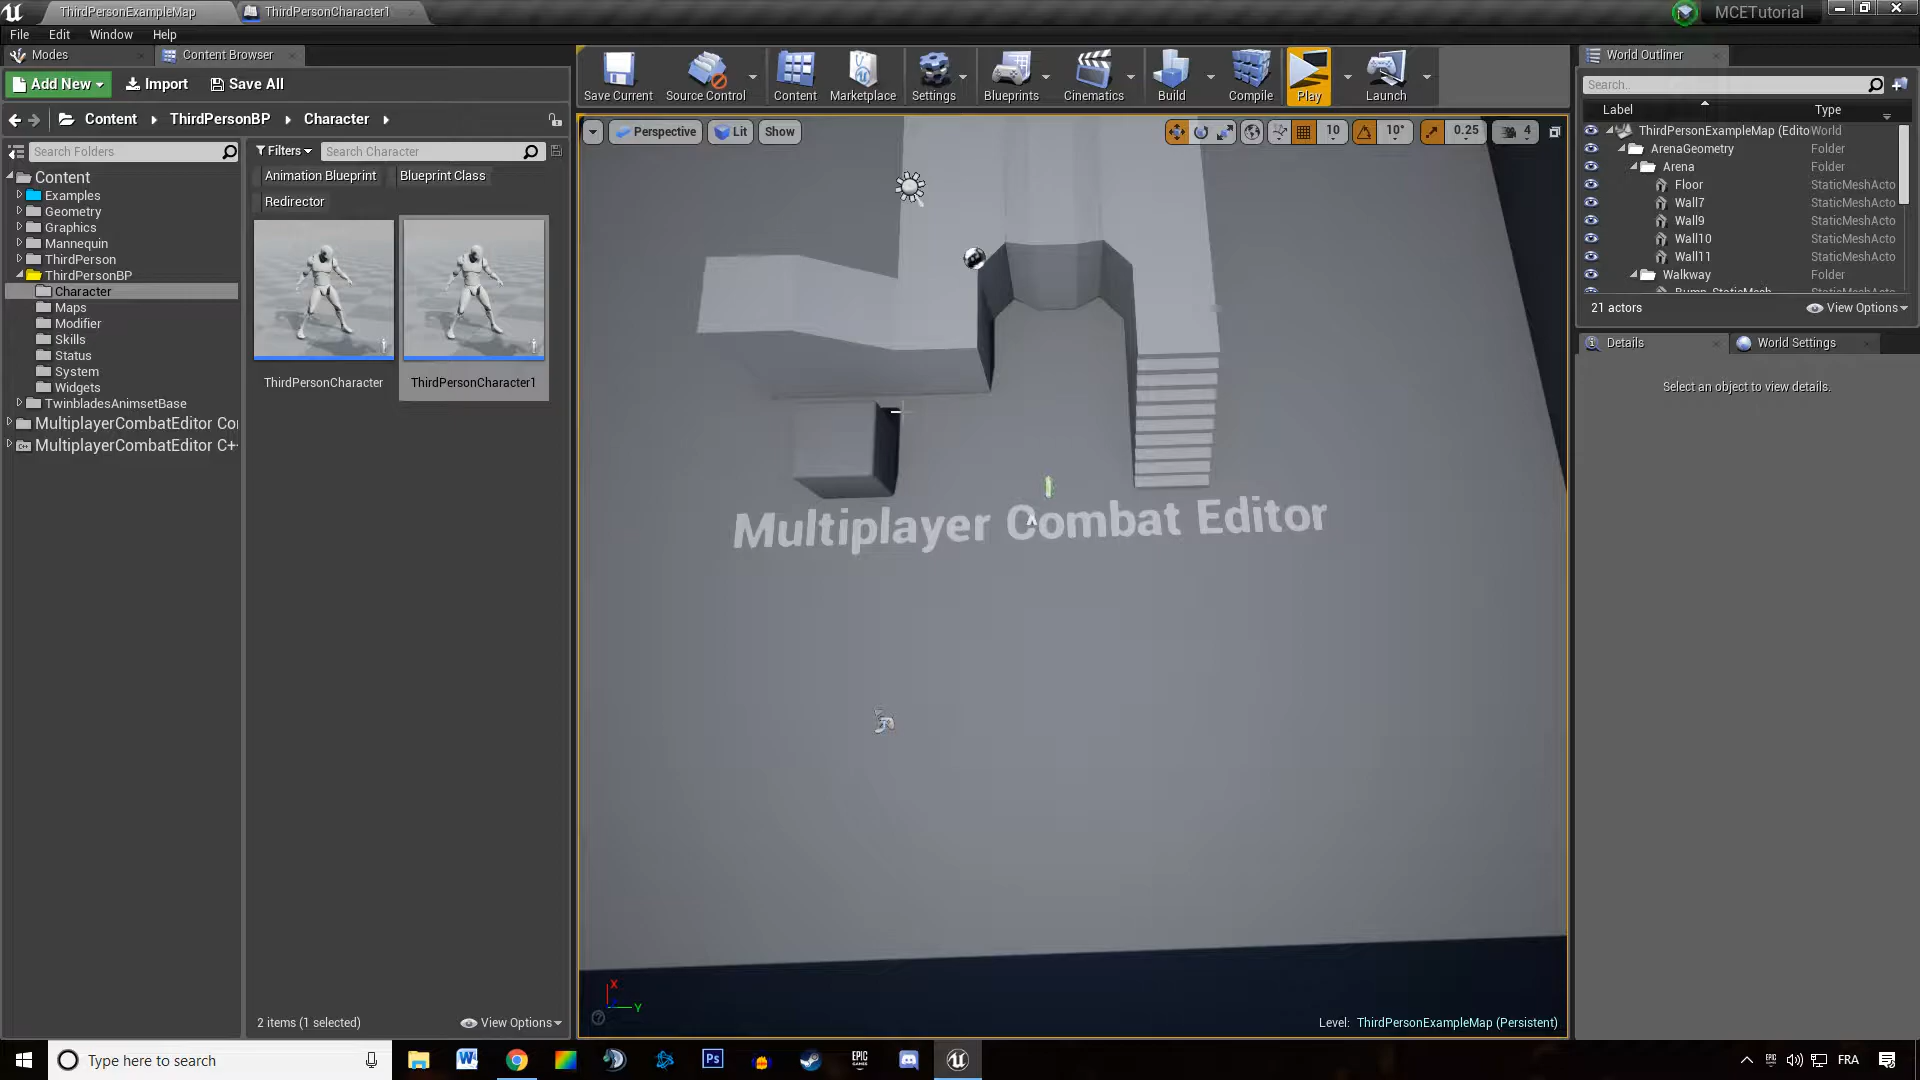 ThirdPersonExampleMap
ThirdPersonCharacter1
MCETutorial
File Edit Window Help
Modes
Content Browser
Add New
Import
Save All
Content
ThirdPersonBP
Character
Search Folders
Filters
Search Character
Animation Blueprint
Blueprint Class
Redirector
Content
Examples
Geometry
Graphics
Mannequin
ThirdPerson
ThirdPersonBP
Character
Maps
Modifier
Skills
Status
System
Widgets
TwinbladesAnimsetBase
MultiplayerCombatEditor Co
MultiplayerCombatEditor C+
ThirdPersonCharacter
ThirdPersonCharacter1
2 items (1 selected)
View Options
Save Current
Source Control
Content
Marketplace
Settings
Blueprints
Cinematics
Build
Compile
Play
Launch
Perspective
Lit
Show
10
10°
0.25
4
Multiplayer Combat Editor
X
Y
Level: ThirdPersonExampleMap (Persistent)
World Outliner
Search..
Label
Type
ThirdPersonExampleMap (Edito World
ArenaGeometry Folder
Arena Folder
Floor StaticMeshActo
Wall7 StaticMeshActo
Wall9 StaticMeshActo
Wall10 StaticMeshActo
Wall11 StaticMeshActo
Walkway Folder
21 actors
View Options
Details
World Settings
Select an object to view details.
Type here to search
FRA